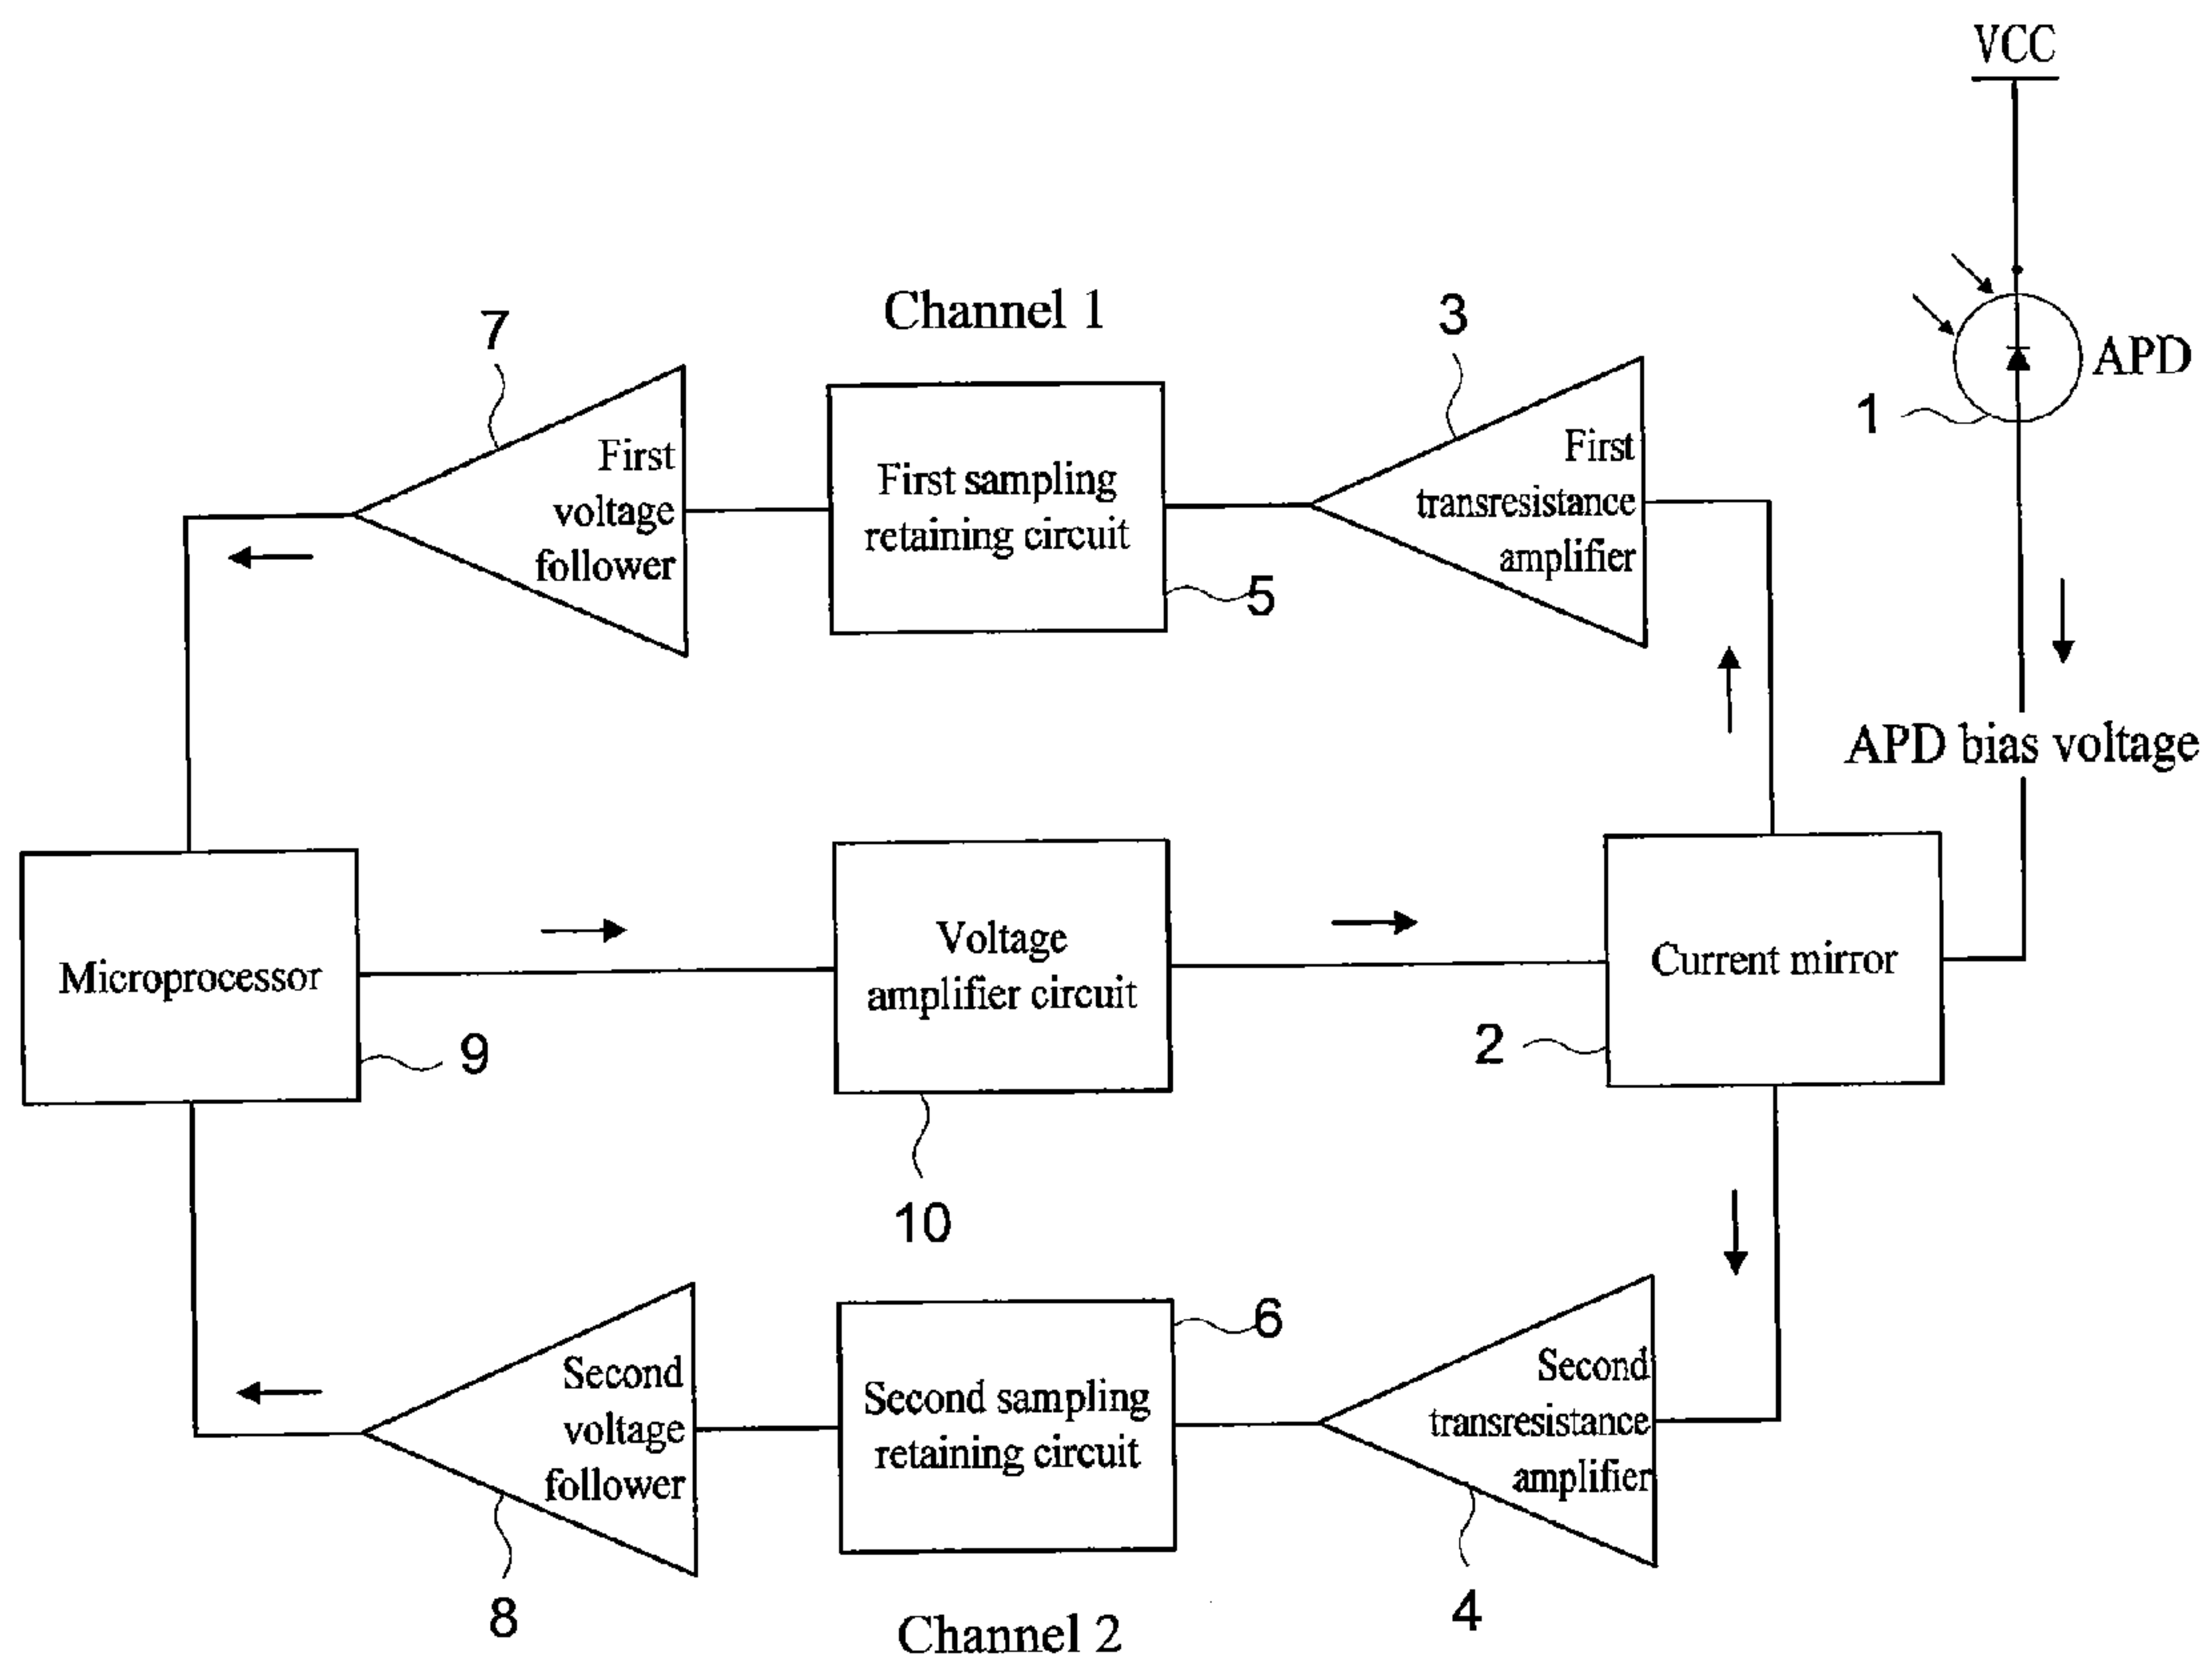 VCC
APD
1
Channel 1
7
3
First
voltage
follower
First sampling
retaining circuit
5
First
transresistance
amplifier
APD bias voltage
Microprocessor
9
Voltage
amplifier circuit
10
Current mirror
2
Second
voltage
follower
8
Second sampling
retaining circuit
6
Second
transresistance
amplifier
4
Channel 2